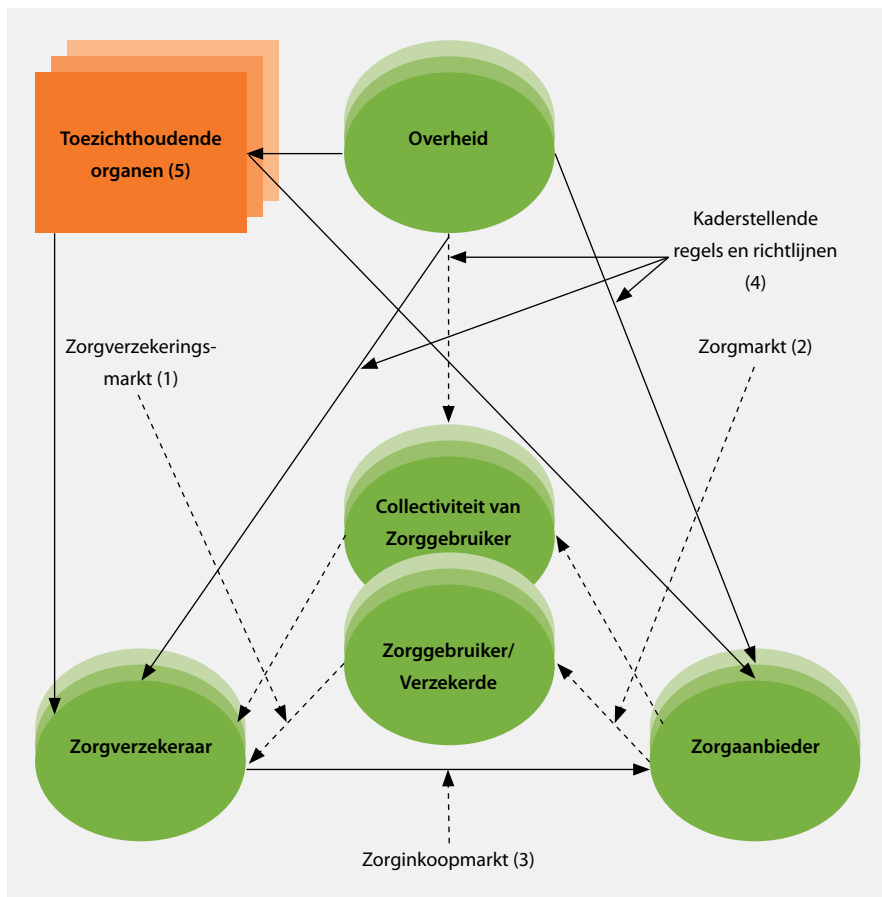 Toezichthoudende
organen (5)
Overheid
Kaderstellende
regels en richtlijnen
(4)
Zorgverzekerings-
markt (1)
Zorgmarkt (2)
Collectiviteit van
Zorggebruiker
Zorggebruiker/
Verzekerde
Zorgverzekeraar
Zorgaanbieder
Zorginkoopmarkt (3)